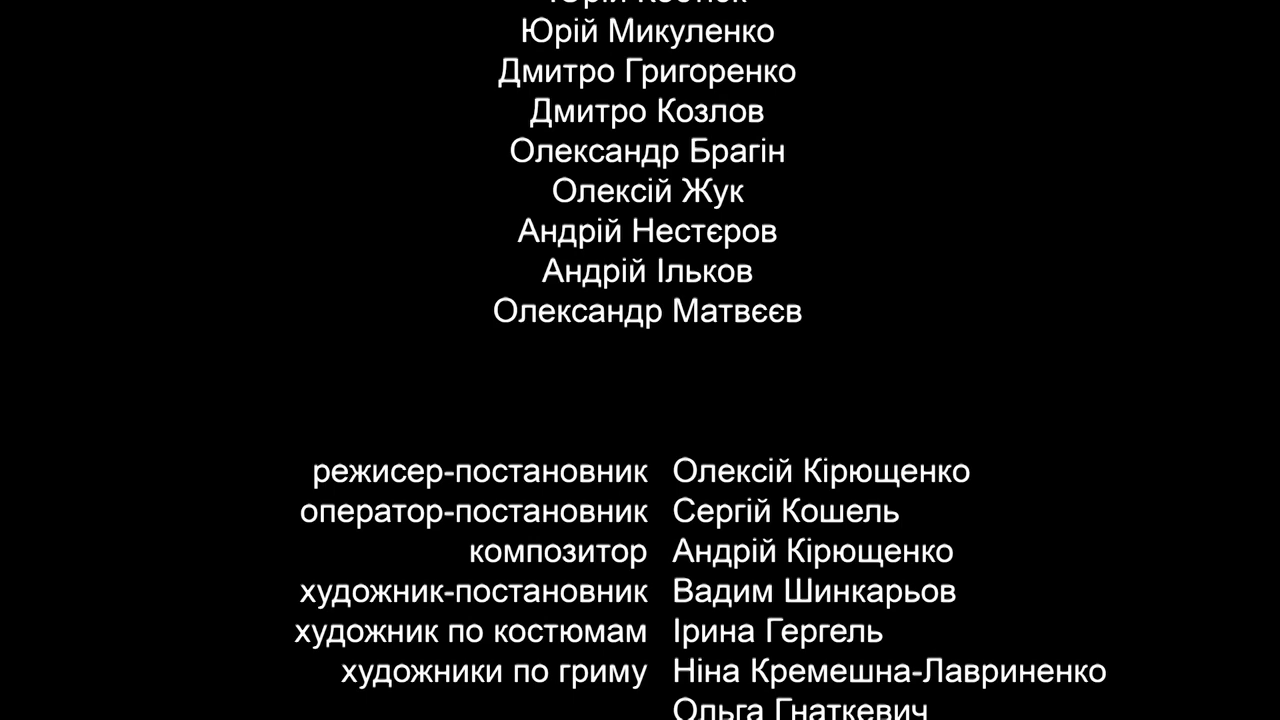 Юрій Микуленко
Дмитро Григоренко
Дмитро Козлов
Олександр Брагін
Олексій Жук
Андрій Нестєров
Андрій Ільков
Олександр Матвєєв
режисер-постановник Олексій Кірющенко
оператор-постановник Сергій Кошель
композитор Андрій Кірющенко
художник-постановник Вадим Шинкарьов
художник по костюмам Ірина Гергель
художники по гриму Ніна Кремешна-Лавриненко
Ольга Гнаткевич